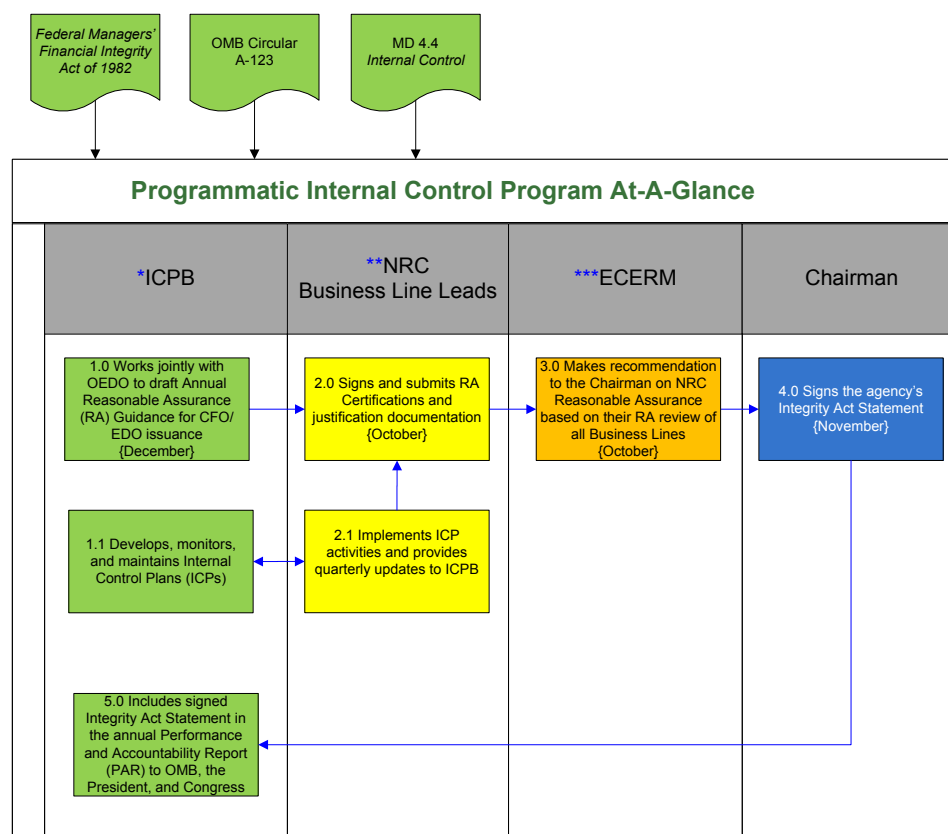 Federal Managers'
Financial Integrity
Act of 1982
OMB Circular
A-123
MD 4.4
Internal Control
Programmatic Internal Control Program At-A-Glance
*ICPB
**NRC
Business Line Leads
***ECERM
Chairman
1.0 Works jointly with
OEDO to draft Annual
Reasonable Assurance
(RA) Guidance for CFO/
EDO issuance
{December}
2.0 Signs and submits RA
Certifications and
justification documentation
{October}
3.0 Makes recommendation
to the Chairman on NRC
Reasonable Assurance
based on their RA review of
all Business Lines
{October}
4.0 Signs the agency's
Integrity Act Statement
{November}
1.1 Develops, monitors,
and maintains Internal
Control Plans (ICPs)
2.1 Implements ICP
activities and provides
quarterly updates to ICPB
5.0 Includes signed
Integrity Act Statement in
the annual Performance
and Accountability Report
(PAR) to OMB, the
President, and Congress